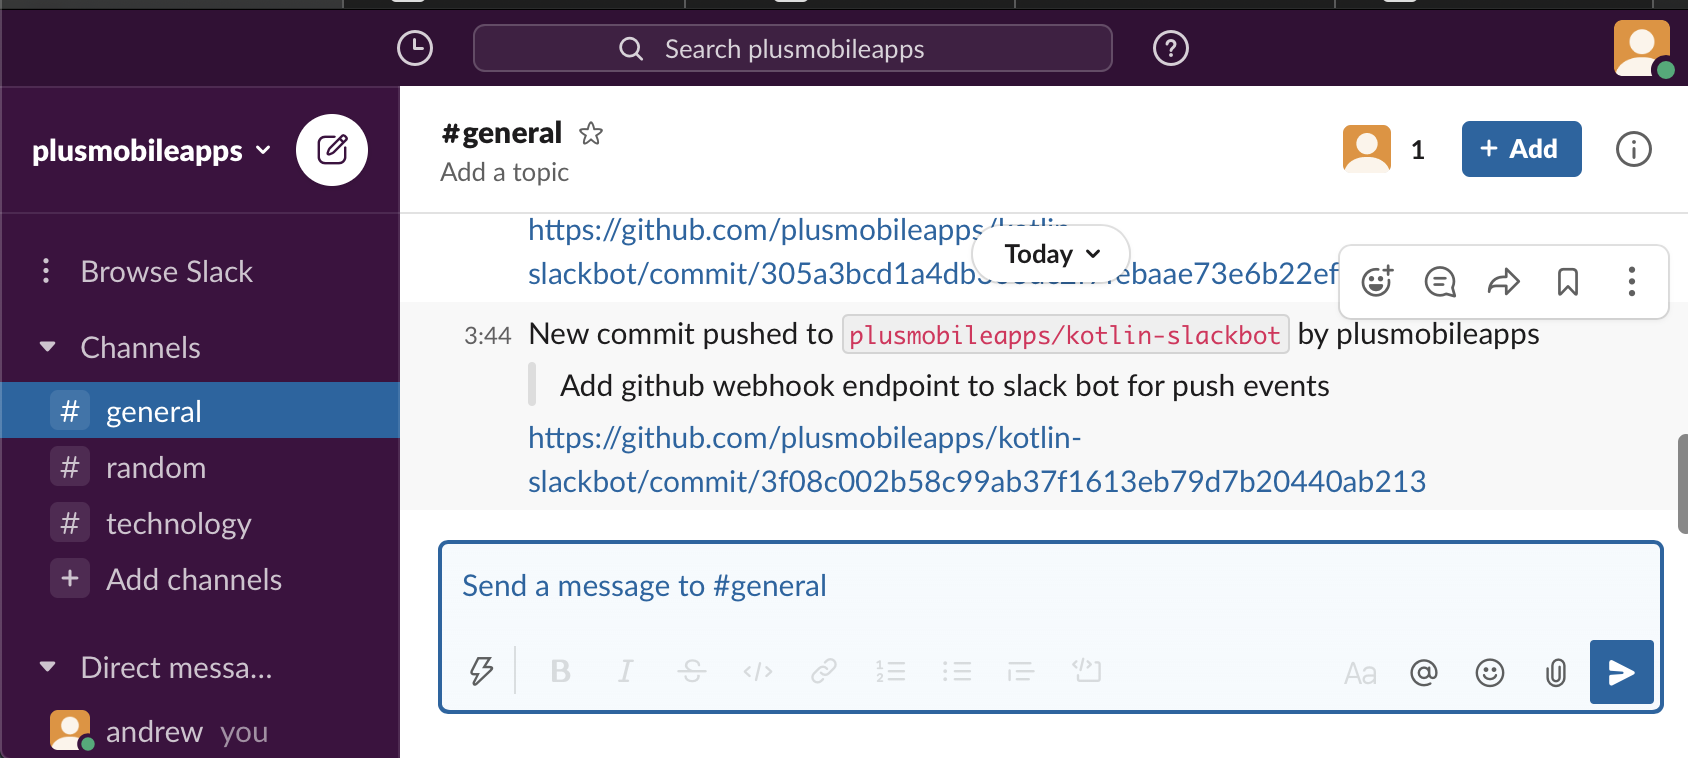 Search plusmobileapps
plusmobileapps
Browse Slack
Channels
# general
# random
# technology
+ Add channels
Direct messa...
andrew you
#general
Add a topic
1
+ Add
https://github.com/plusmobileapps/
slackbot/commit/305a3bcd1a4db
Today
3:44 New commit pushed to plusmobileapps/kotlin-slackbot by plusmobileapps
Add github webhook endpoint to slack bot for push events
https://github.com/plusmobileapps/kotlin-
slackbot/commit/3f08c002b58c99ab37f1613eb79d7b20440ab213
Send a message to #general
B I S </> Aa @